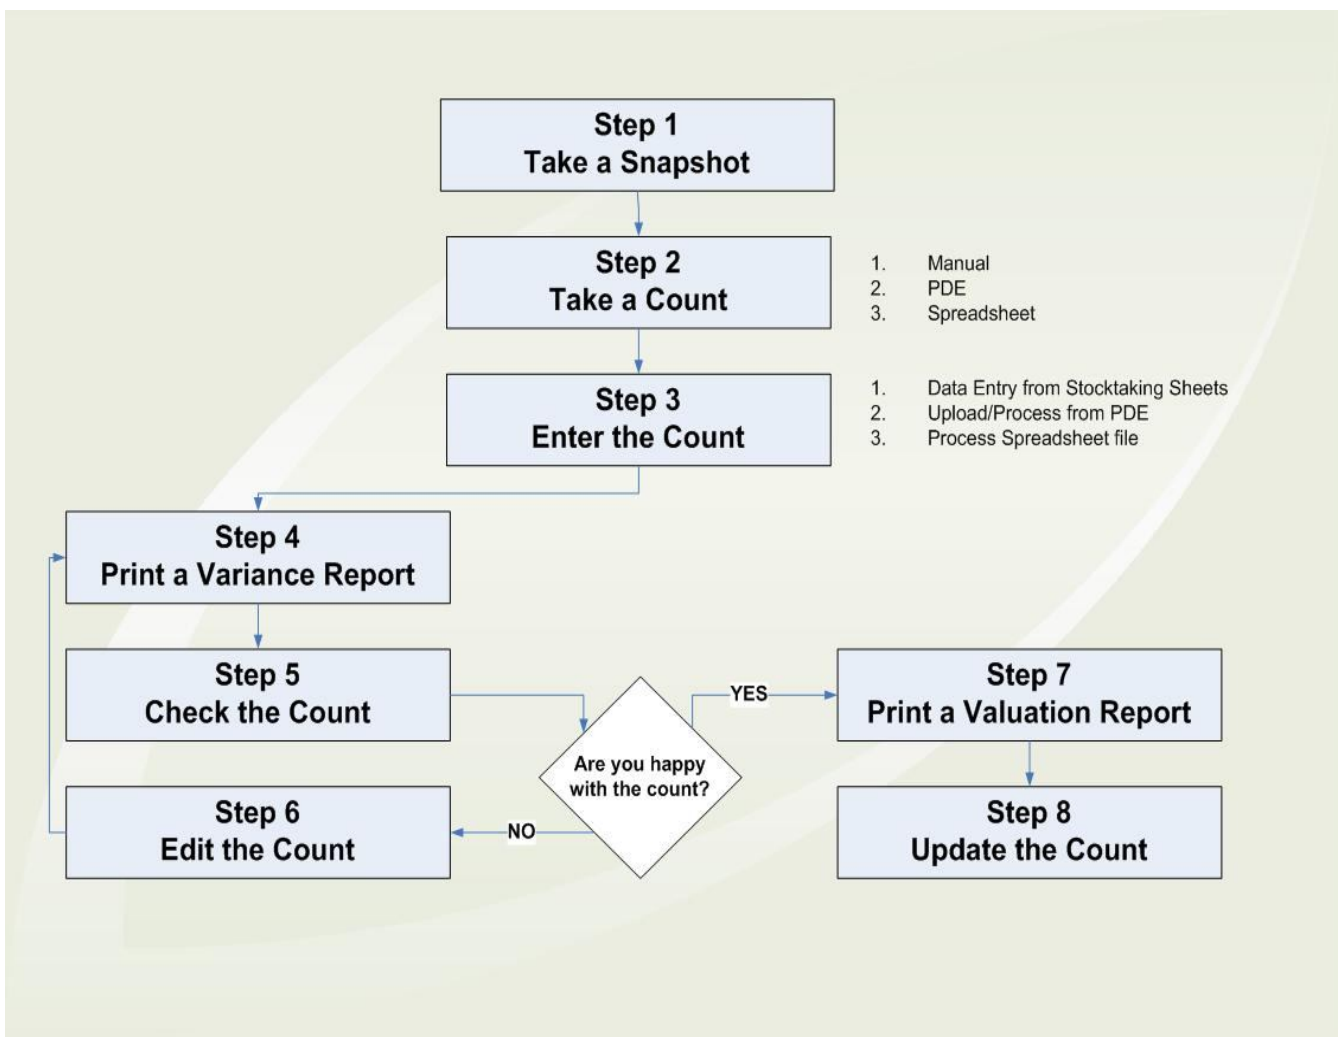 Step 1
Take a Snapshot
Step 2
Take a Count
1. Manual
2. PDE
3. Spreadsheet
Step 3
Enter the Count
1. Data Entry from Stocktaking Sheets
2. Upload/Process from PDE
3. Process Spreadsheet file
Step 4
Print a Variance Report
Step 5
Check the Count
Are you happy
with the count?
YES
Step 7
Print a Valuation Report
NO
Step 6
Edit the Count
Step 8
Update the Count